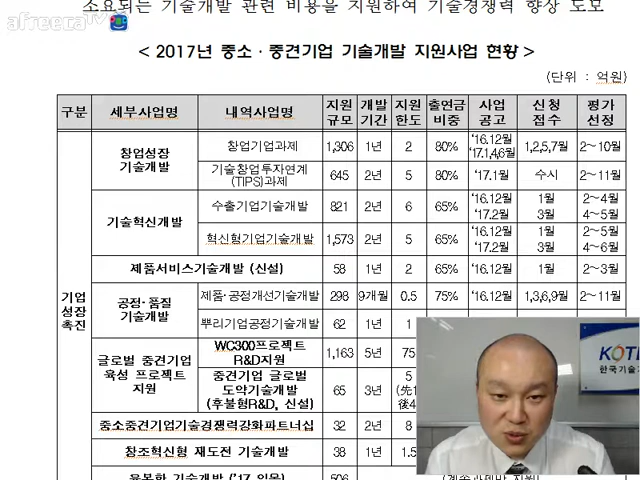 소요되는 기술개발 관련 비용을 지원하여 기술경쟁력 향상 도모
afreecaTV
< 2017년 중소·중견기업 기술개발 지원사업 현황 >
(단위 : 억원)
구분 세부사업명 내역사업명 지원규모 개발기간 지원한도 출연금비중 사업공고 신청접수 평가선정
기업성장촉진
창업성장 기술개발 창업기업과제 1,306 1년 2 80% '16.12월 '17.1,4,6월 1,2,5,7월 2~10월
기술창업투자연계(TIPS)과제 645 2년 5 80% '17.1월 수시 2~11월
기술혁신개발 수출기업기술개발 821 2년 6 65% '16.12월 '17.2월 1월 3월 2~4월 4~5월
혁신형기업기술개발 1,573 2년 5 65% '16.12월 '17.2월 1월 3월 2~5월 4~6월
제품서비스기술개발 (신설) 58 1년 2 65% '16.12월 1월 2~3월
공정·품질 기술개발 제품·공정개선기술개발 298 9개월 0.5 75% '16.12월 1,3,6,9월 2~11월
뿌리기업공정기술개발 62 1년 1
글로벌 중견기업 육성 프로젝트 지원 WC300프로젝트 R&D지원 1,163 5년 75
중견기업 글로벌 도약기술개발 (후불형R&D, 신설) 65 3년 5 (先1 後4
중소중견기업기술경쟁력강화파트너십 32 2년 8
창조혁신형 재도전 기술개발 38 1년 1.5
한국기술